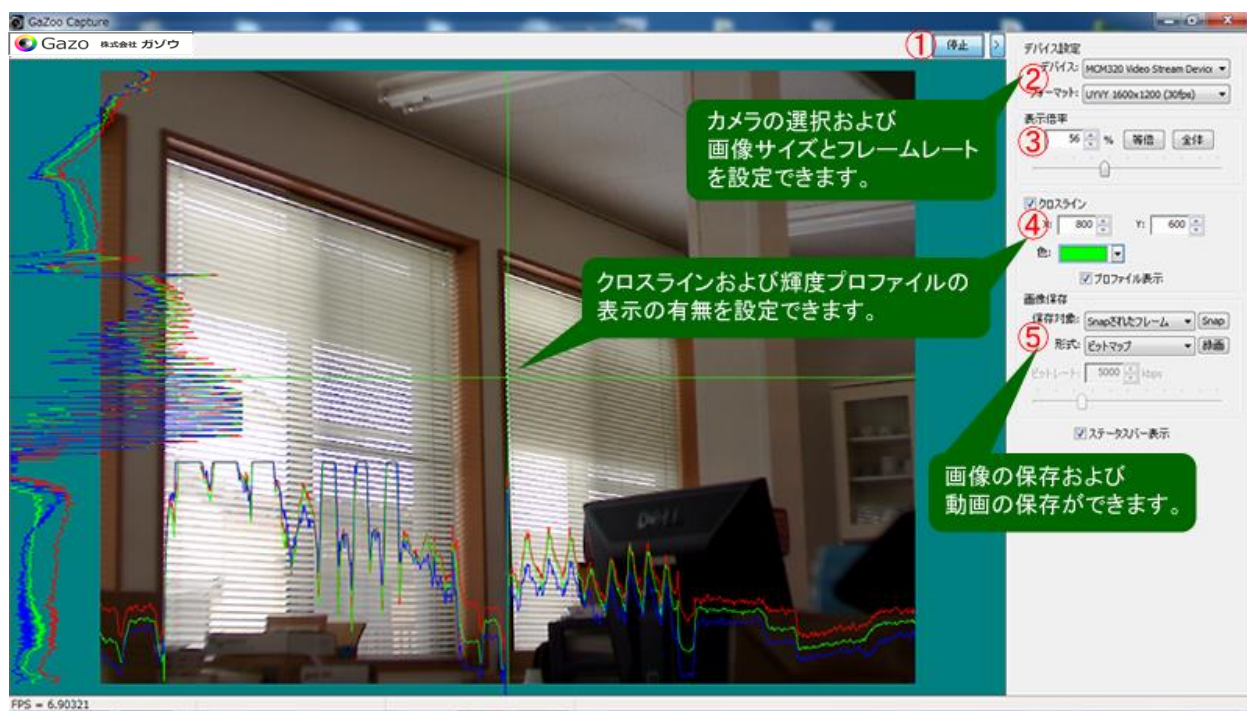 GaZoo Capture
Gazo 株式会社 ガゾウ
① 停止 >
デバイス設定
デバイス: MCM320 Video Stream Device
②
フォーマット: UYVY 1600x1200 (30fps)
カメラの選択および
画像サイズとフレームレート
を設定できます。
表示倍率
③ 56 % 等倍 全体
クロスライン
④ X: 800 Y: 600
色:
プロファイル表示
クロスラインおよび輝度プロファイルの
表示の有無を設定できます。
画像保存
保存対象: Snapされたフレーム Snap
⑤ 形式: ビットマップ 録画
ビットレート: 5000 kbps
ステータスバー表示
画像の保存および
動画の保存ができます。
DELL
FPS = 6.90321